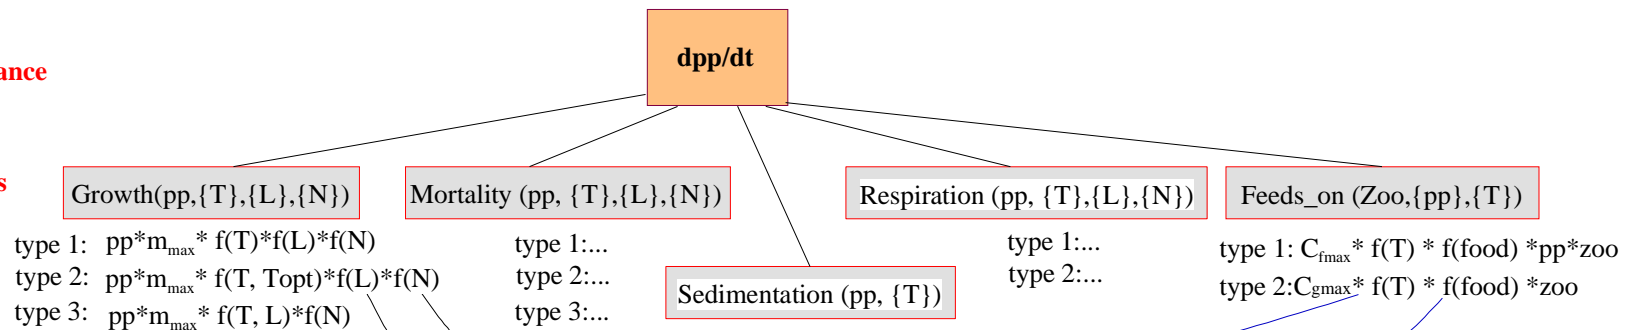 dpp/dt
Growth(pp,{T},{L},{N})
Mortality (pp, {T},{L},{N})
Respiration (pp, {T},{L},{N})
Feeds_on (Zoo,{pp},{T})
type 1: pp*mmax* f(T)*f(L)*f(N)
type 2: pp*mmax* f(T, Topt)*f(L)*f(N)
type 3: pp*mmax* f(T, L)*f(N)
type 1:...
type 2:...
type 3:...
Sedimentation (pp, {T})
type 1:...
type 2:...
type 1: Cfmax* f(T) * f(food) *pp*zoo
type 2:Cgmax* f(T) * f(food) *zoo